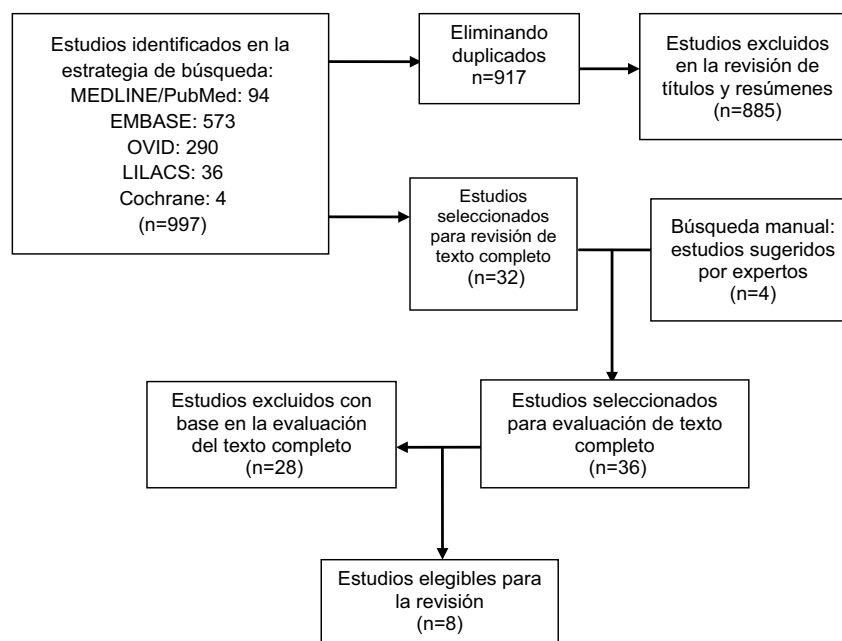 Estudios identificados en la
estrategia de búsqueda:
MEDLINE/PubMed: 94
EMBASE: 573
OVID: 290
LILACS: 36
Cochrane: 4
(n=997)
Eliminando
duplicados
n=917
Estudios excluidos
en la revisión de
títulos y resúmenes
(n=885)
Estudios
seleccionados
para revisión de
texto completo
(n=32)
Búsqueda manual:
estudios sugeridos
por expertos
(n=4)
Estudios seleccionados
para evaluación de texto
completo
(n=36)
Estudios excluidos con
base en la evaluación
del texto completo
(n=28)
Estudios elegibles para
la revisión
(n=8)